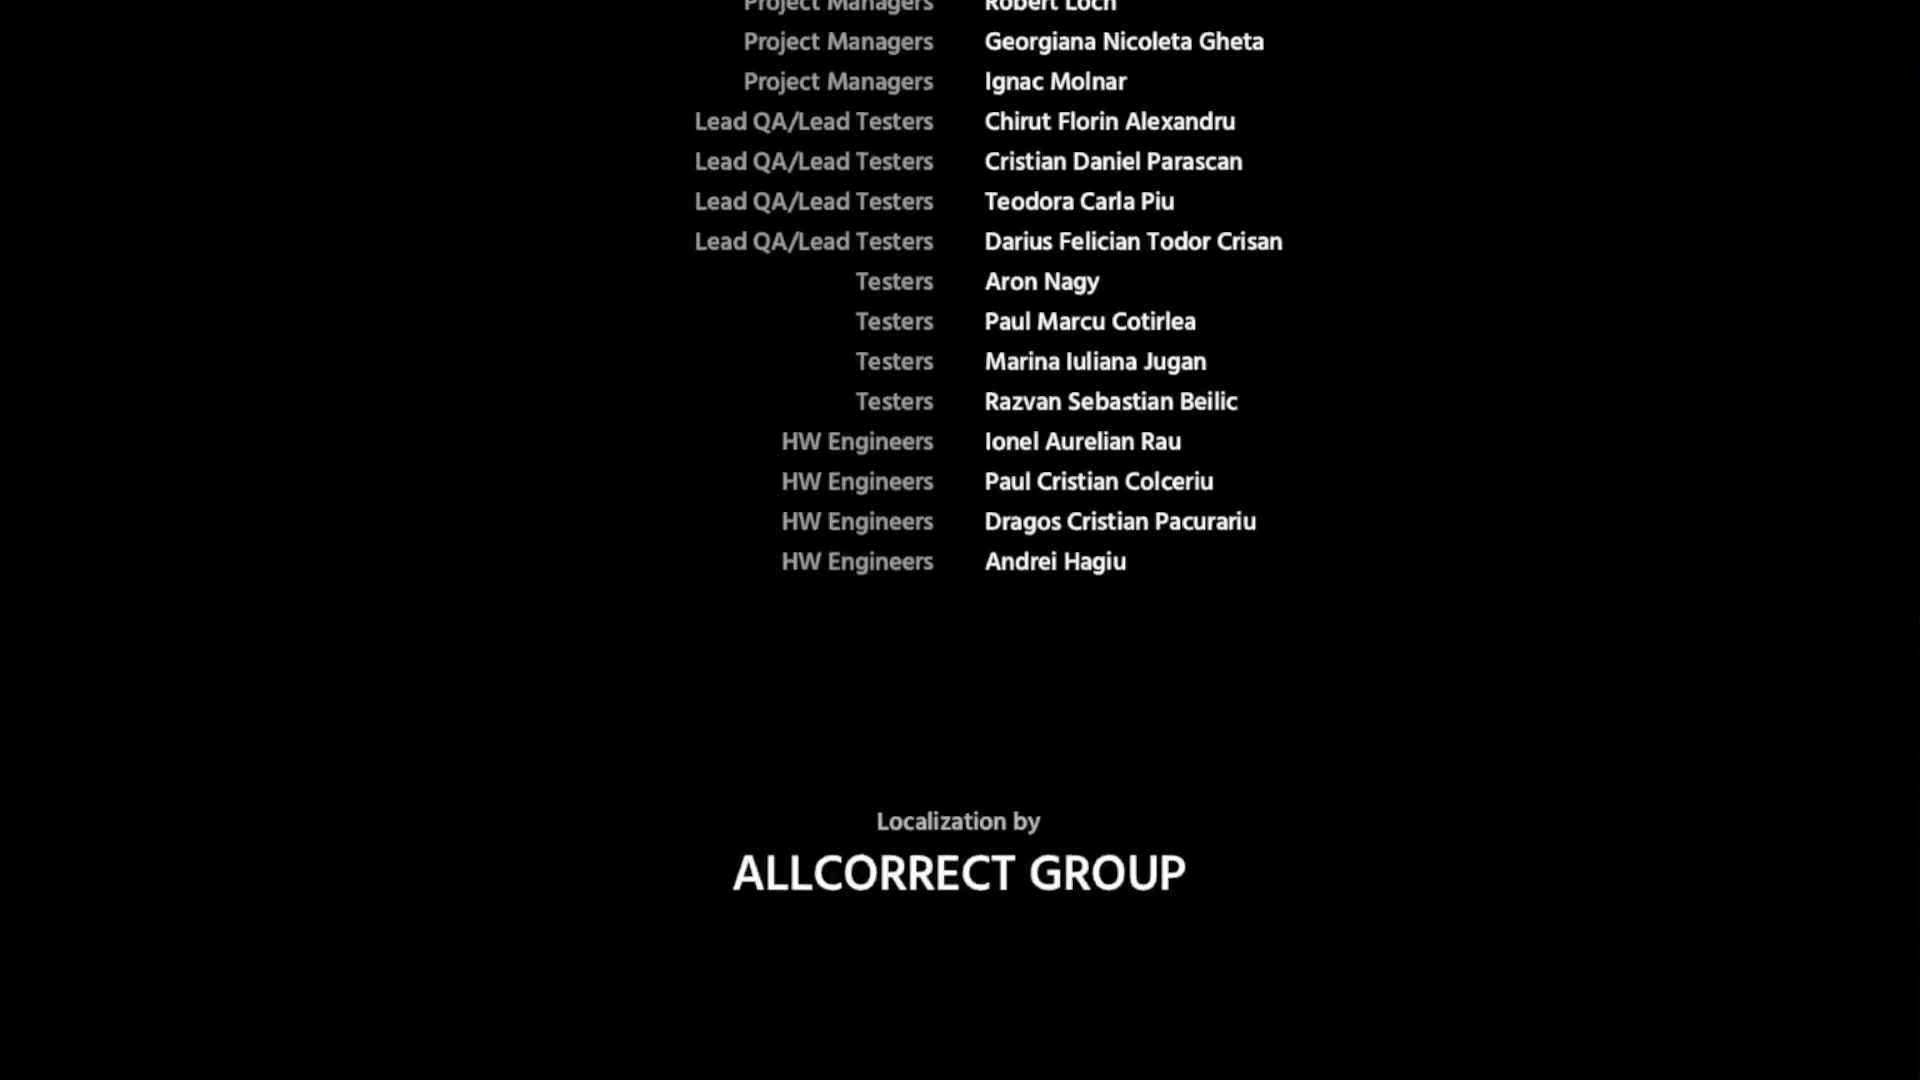 Project Managers Robert Loch
Project Managers Georgiana Nicoleta Gheta
Project Managers Ignac Molnar
Lead QA/Lead Testers Chirut Florin Alexandru
Lead QA/Lead Testers Cristian Daniel Parascan
Lead QA/Lead Testers Teodora Carla Piu
Lead QA/Lead Testers Darius Felician Todor Crisan
Testers Aron Nagy
Testers Paul Marcu Cotirlea
Testers Marina Iuliana Jugan
Testers Razvan Sebastian Beilic
HW Engineers Ionel Aurelian Rau
HW Engineers Paul Cristian Colceriu
HW Engineers Dragos Cristian Pacurariu
HW Engineers Andrei Hagiu
Localization by
ALLCORRECT GROUP